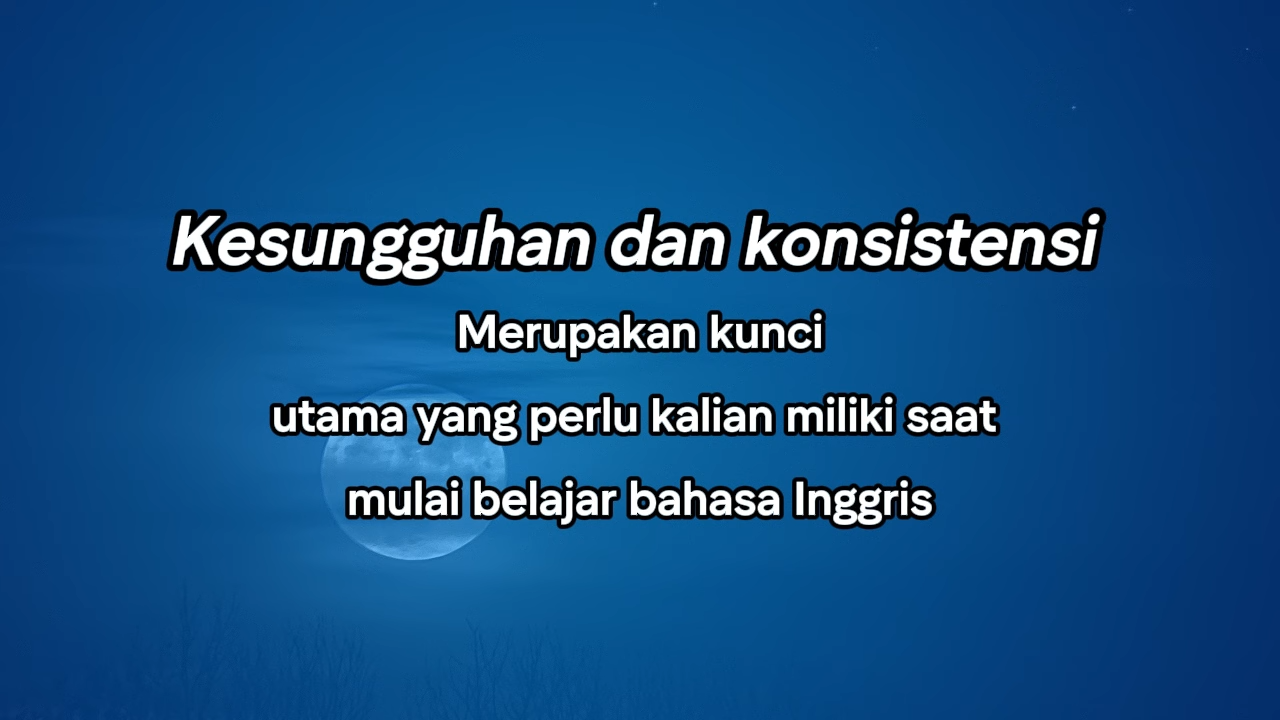 Kesungguhan dan konsistensi
Merupakan kunci
utama yang perlu kalian miliki saat
mulai belajar bahasa Inggris